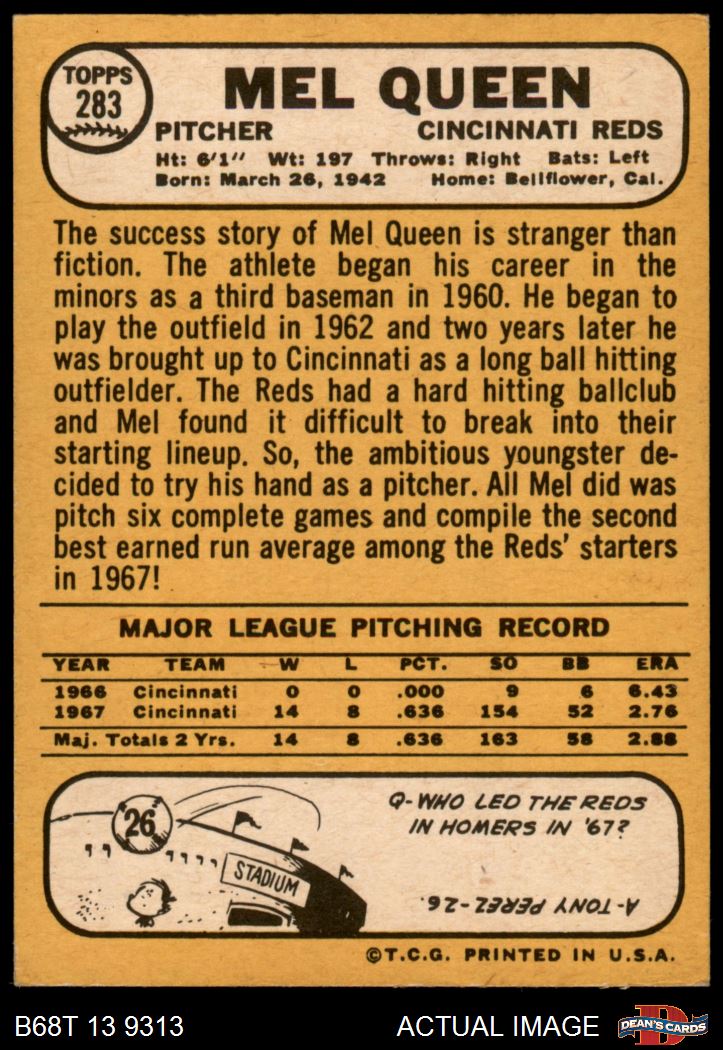 TOPPS
283
MEL QUEEN
PITCHER CINCINNATI REDS
Ht: 6'1" Wt: 197 Throws: Right Bats: Left
Born: March 26, 1942 Home: Bellflower, Cal.
The success story of Mel Queen is stranger than
fiction. The athlete began his career in the
minors as a third baseman in 1960. He began to
play the outfield in 1962 and two years later he
was brought up to Cincinnati as a long ball hitting
outfielder. The Reds had a hard hitting ballclub
and Mel found it difficult to break into their
starting lineup. So, the ambitious youngster de-
cided to try his hand as a pitcher. All Mel did was
pitch six complete games and compile the second
best earned run average among the Reds' starters
in 1967!
MAJOR LEAGUE PITCHING RECORD
YEAR TEAM W L PCT. SO BB ERA
1966 Cincinnati 0 0 .000 9 6 6.43
1967 Cincinnati 14 8 .636 154 52 2.76
Maj. Totals 2 Yrs. 14 8 .636 163 58 2.88
26
STADIUM
Q-WHO LED THE REDS
IN HOMERS IN '67?
A-TONY PEREZ-26.
©T.C.G. PRINTED IN U.S.A.
B68T 13 9313 ACTUAL IMAGE
D
DEAN'S CARDS